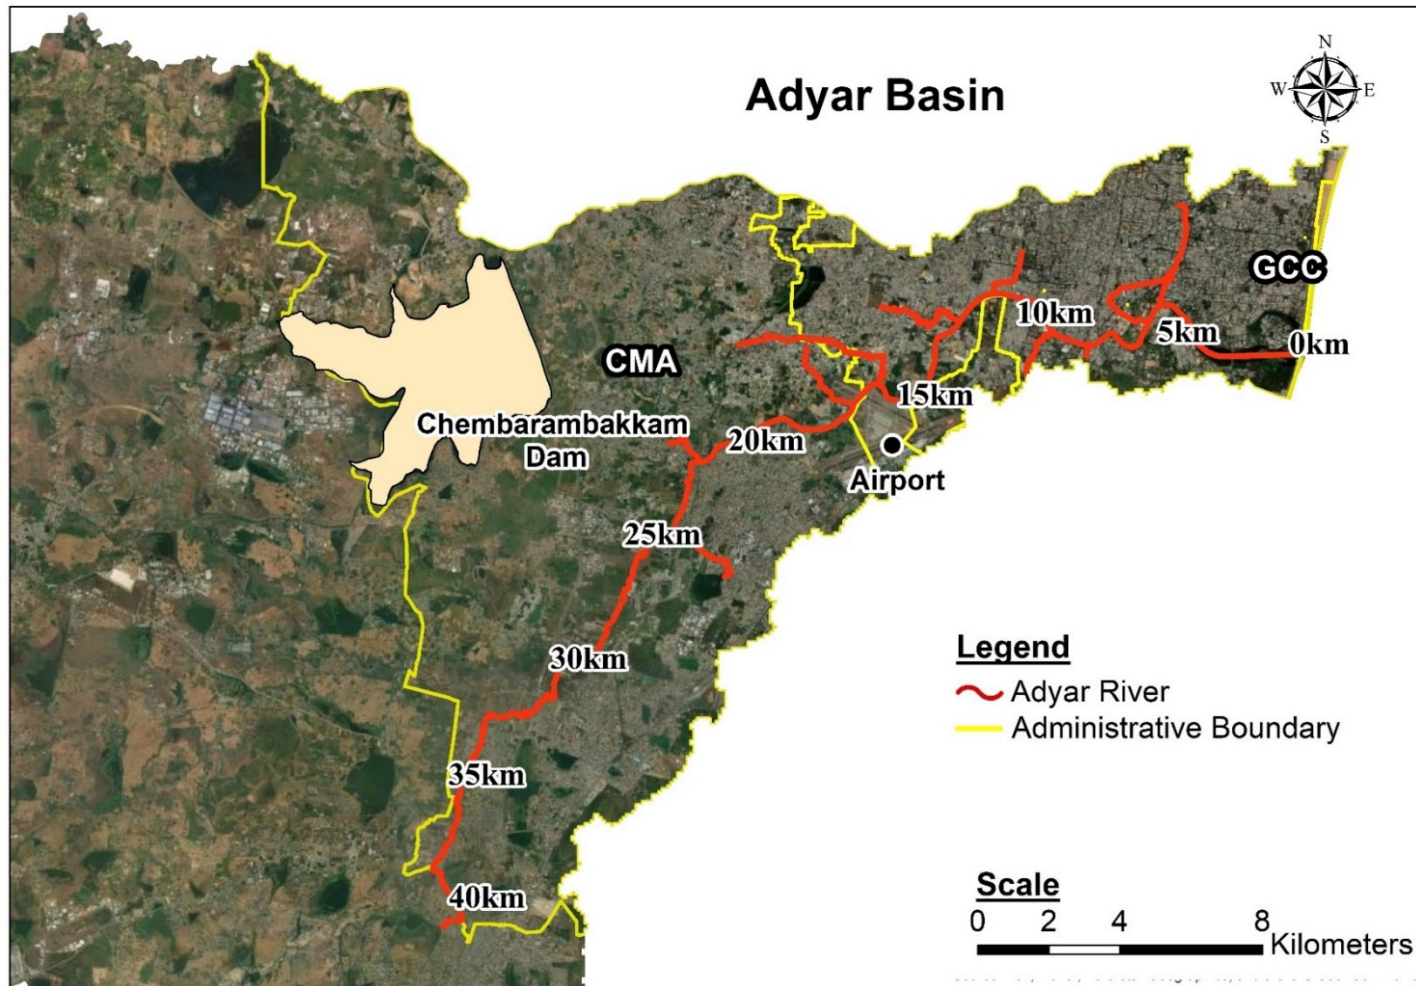 Adyar Basin
N
W E
S
GCC
10km
5km
0km
CMA
15km
Chembarambakkam
Dam
20km
Airport
25km
30km
35km
40km
Legend
Adyar River
Administrative Boundary
Scale
0 2 4 8
Kilometers